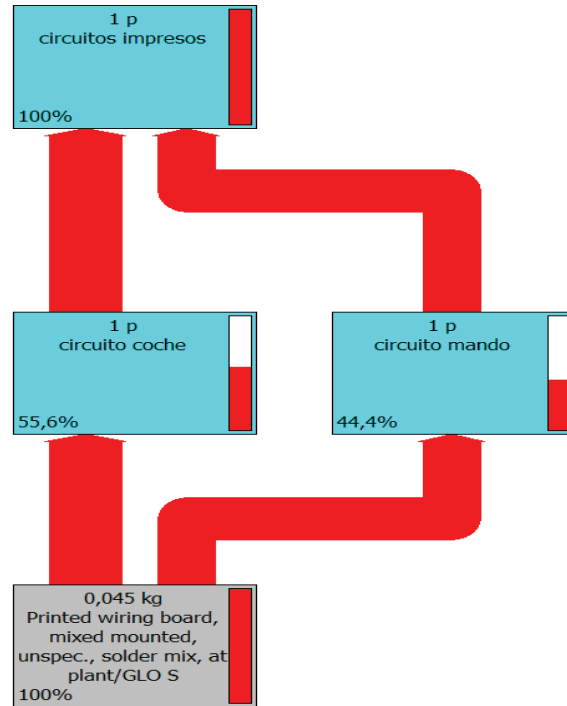 1 p
circuitos impresos
100%
1 p
circuito coche
55,6%
1 p
circuito mando
44,4%
0,045 kg
Printed wiring board,
mixed mounted,
unspec., solder mix, at
plant/GLO S
100%